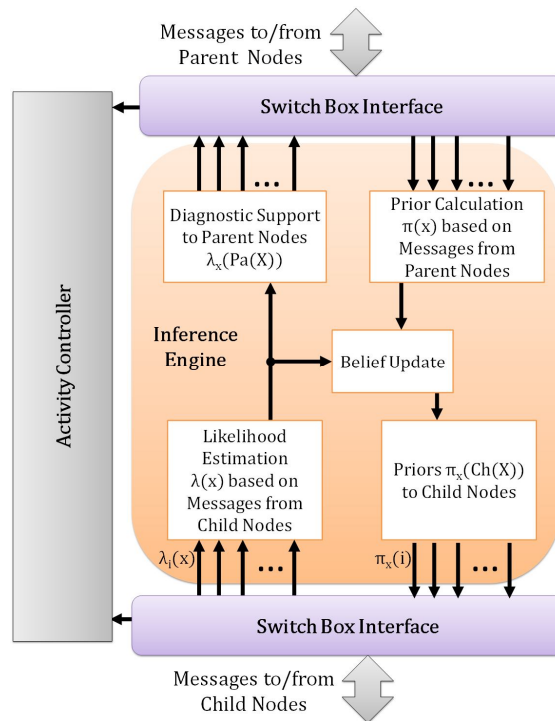 Messages to/from
Parent Nodes
Switch Box Interface
Activity Controller
...
...
Diagnostic Support
to Parent Nodes
λx(Pa(X))
Prior Calculation
π(x) based on
Messages from
Parent Nodes
Inference
Engine
Belief Update
Likelihood
Estimation
λ(x) based on
Messages from
Child Nodes
Priors πx(Ch(X))
to Child Nodes
λi(x)
...
πx(i)
...
Switch Box Interface
Messages to/from
Child Nodes